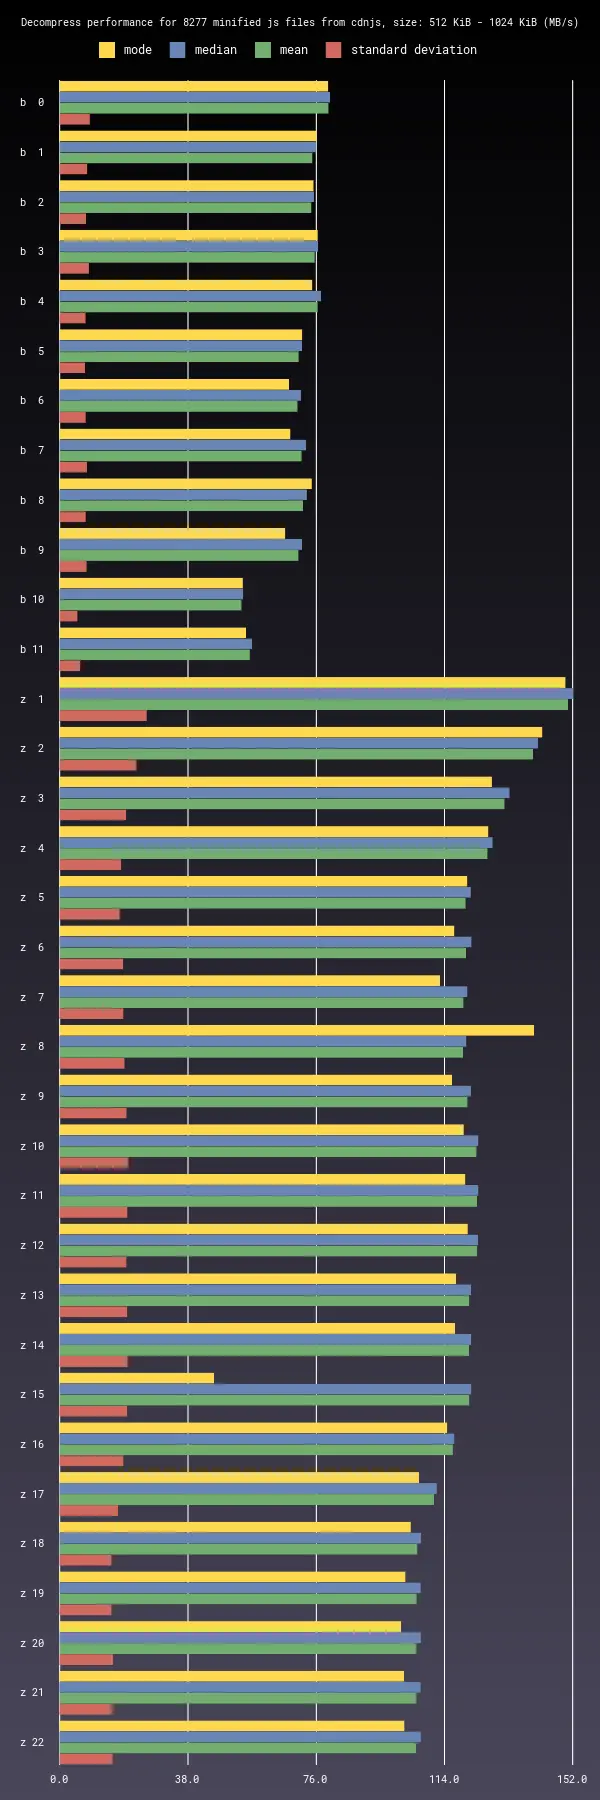 Decompress performance for 8277 minified js files from cdnjs, size: 512 KiB - 1024 KiB (MB/s)
mode median mean standard deviation
b 0
b 1
b 2
b 3
b 4
b 5
b 6
b 7
b 8
b 9
b 10
b 11
z 1
z 2
z 3
z 4
z 5
z 6
z 7
z 8
z 9
z 10
z 11
z 12
z 13
z 14
z 15
z 16
z 17
z 18
z 19
z 20
z 21
z 22
0.0 38.0 76.0 114.0 152.0